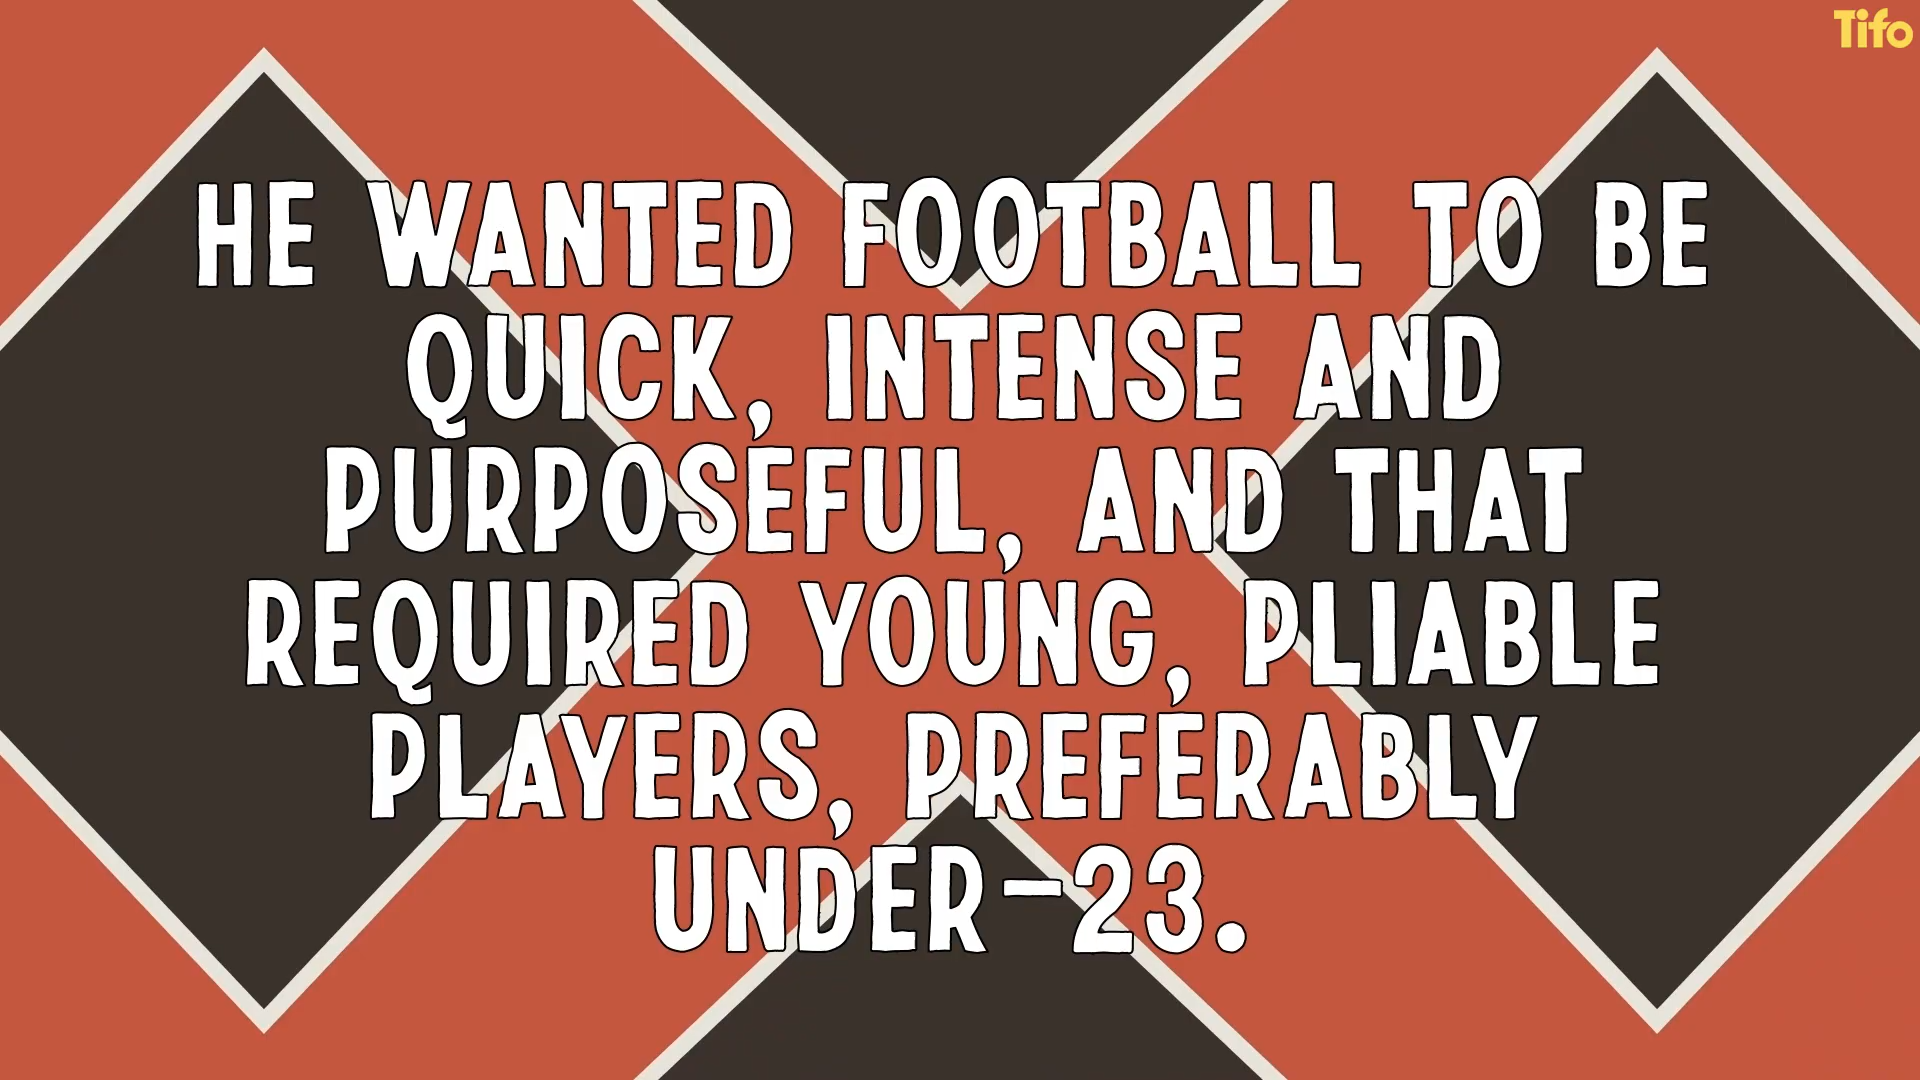 Tifo
HE WANTED FOOTBALL TO BE
QUICK, INTENSE AND
PURPOSEFUL, AND THAT
REQUIRED YOUNG, PLIABLE
PLAYERS, PREFERABLY
UNDER-23.